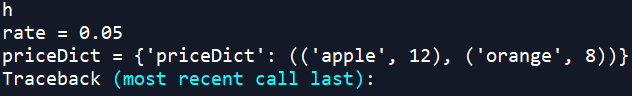 h
rate = 0.05
priceDict = {'priceDict': (('apple', 12), ('orange', 8))}
Traceback (most recent call last):